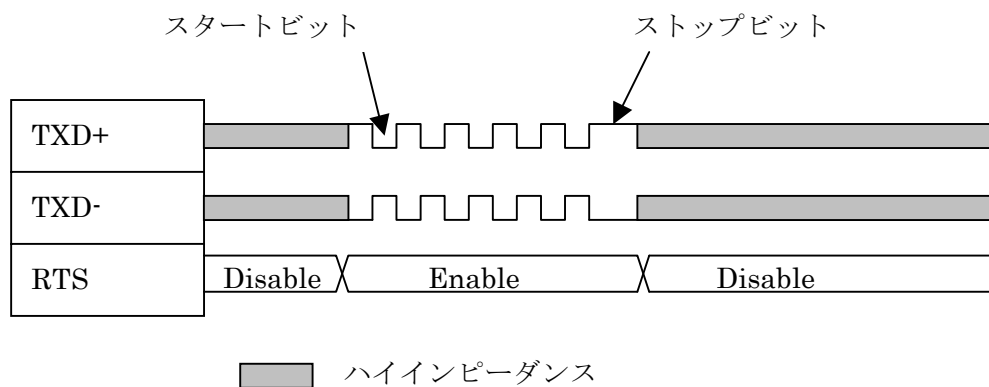 スタートビット
ストップビット
TXD+
TXD-
RTS
Disable
Enable
Disable
ハイインピーダンス